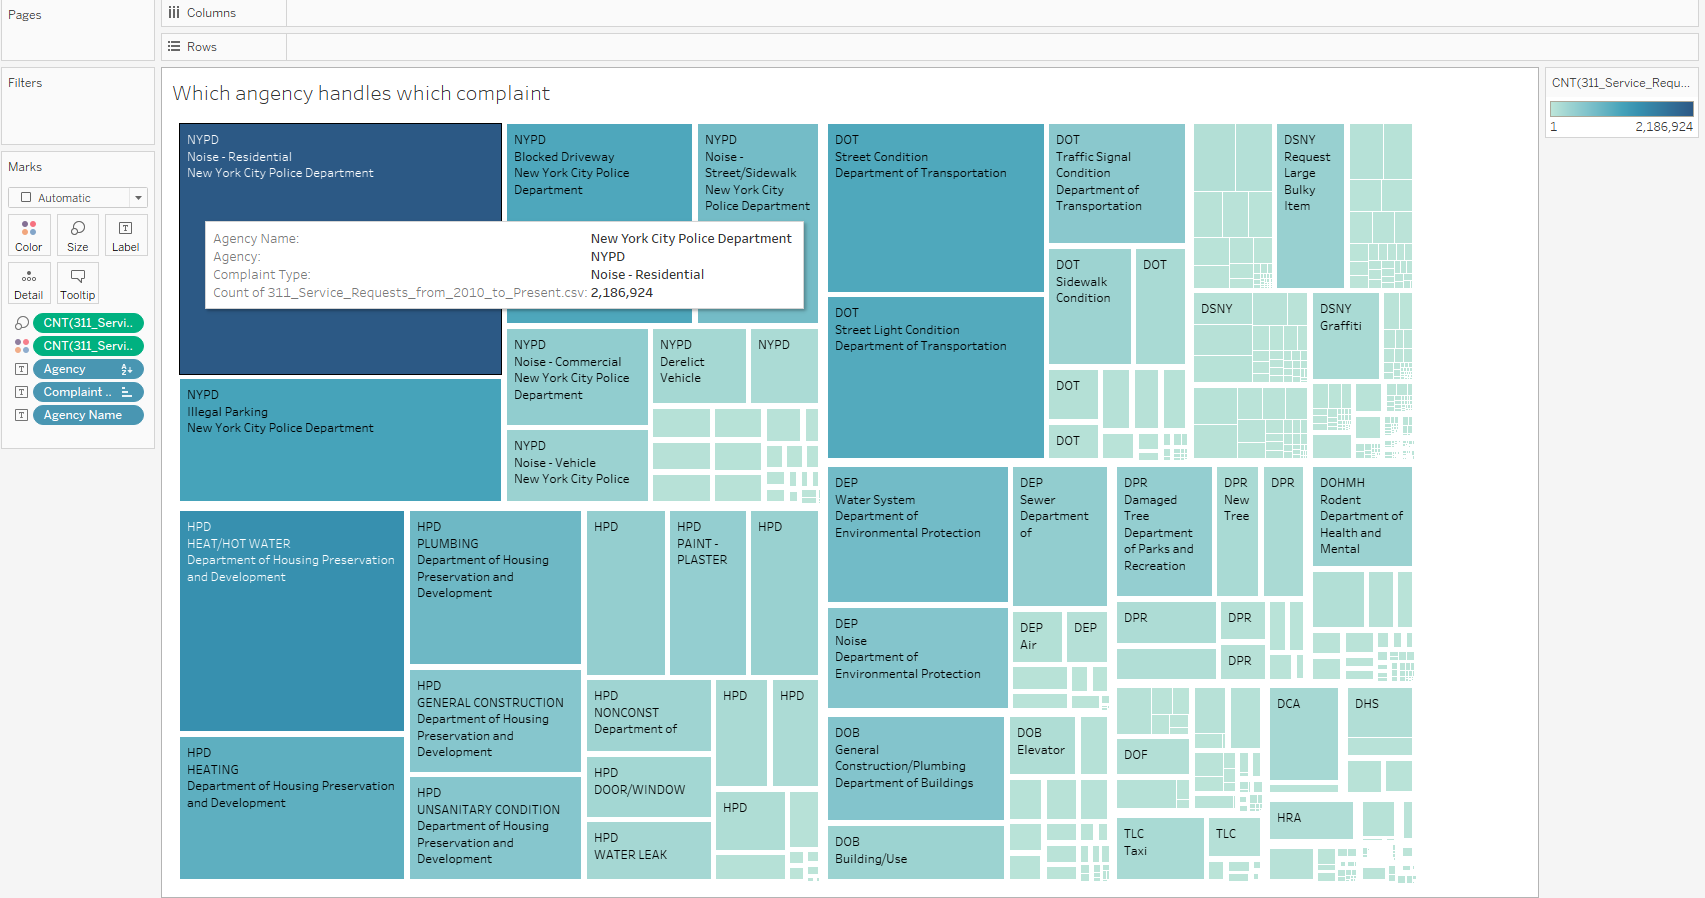 Pages
Columns
Rows
Filters
Marks
Automatic
Color
Size
Label
Detail
Tooltip
CNT(311_Servi..
CNT(311_Servi..
Agency
Complaint ..
Agency Name
Which angency handles which complaint
NYPD
Noise - Residential
New York City Police Department
NYPD
Blocked Driveway
New York City Police
Department
NYPD
Noise -
Street/Sidewalk
New York City
Police Department
Agency Name: New York City Police Department
Agency: NYPD
Complaint Type: Noise - Residential
Count of 311_Service_Requests_from_2010_to_Present.csv: 2,186,924
NYPD
Illegal Parking
New York City Police Department
NYPD
Noise - Commercial
New York City Police
Department
NYPD
Derelict
Vehicle
NYPD
NYPD
Noise - Vehicle
New York City Police
HPD
HEAT/HOT WATER
Department of Housing Preservation
and Development
HPD
HEATING
Department of Housing Preservation
and Development
HPD
PLUMBING
Department of Housing
Preservation and
Development
HPD
GENERAL CONSTRUCTION
Department of Housing
Preservation and
Development
HPD
UNSANITARY CONDITION
Department of Housing
Preservation and
Development
HPD
HPD
PAINT -
PLASTER
HPD
HPD
NONCONST
Department of
HPD
DOOR/WINDOW
HPD
WATER LEAK
HPD
HPD
HPD
DOT
Street Condition
Department of Transportation
DOT
Street Light Condition
Department of Transportation
DOT
Traffic Signal
Condition
Department of
Transportation
DOT
Sidewalk
Condition
DOT
DOT
DOT
DSNY
Request
Large
Bulky
Item
DSNY
DSNY
Graffiti
DEP
Water System
Department of
Environmental Protection
DEP
Noise
Department of
Environmental Protection
DEP
Sewer
Department
of
DEP
Air
DEP
DPR
Damaged
Tree
Department
of Parks and
Recreation
DPR
New
Tree
DPR
DPR
DPR
DPR
DOHMH
Rodent
Department of
Health and
Mental
DOB
General
Construction/Plumbing
Department of Buildings
DOB
Building/Use
DOB
Elevator
DOF
TLC
Taxi
TLC
DCA
DHS
HRA
CNT(311_Service_Requ...
1
2,186,924